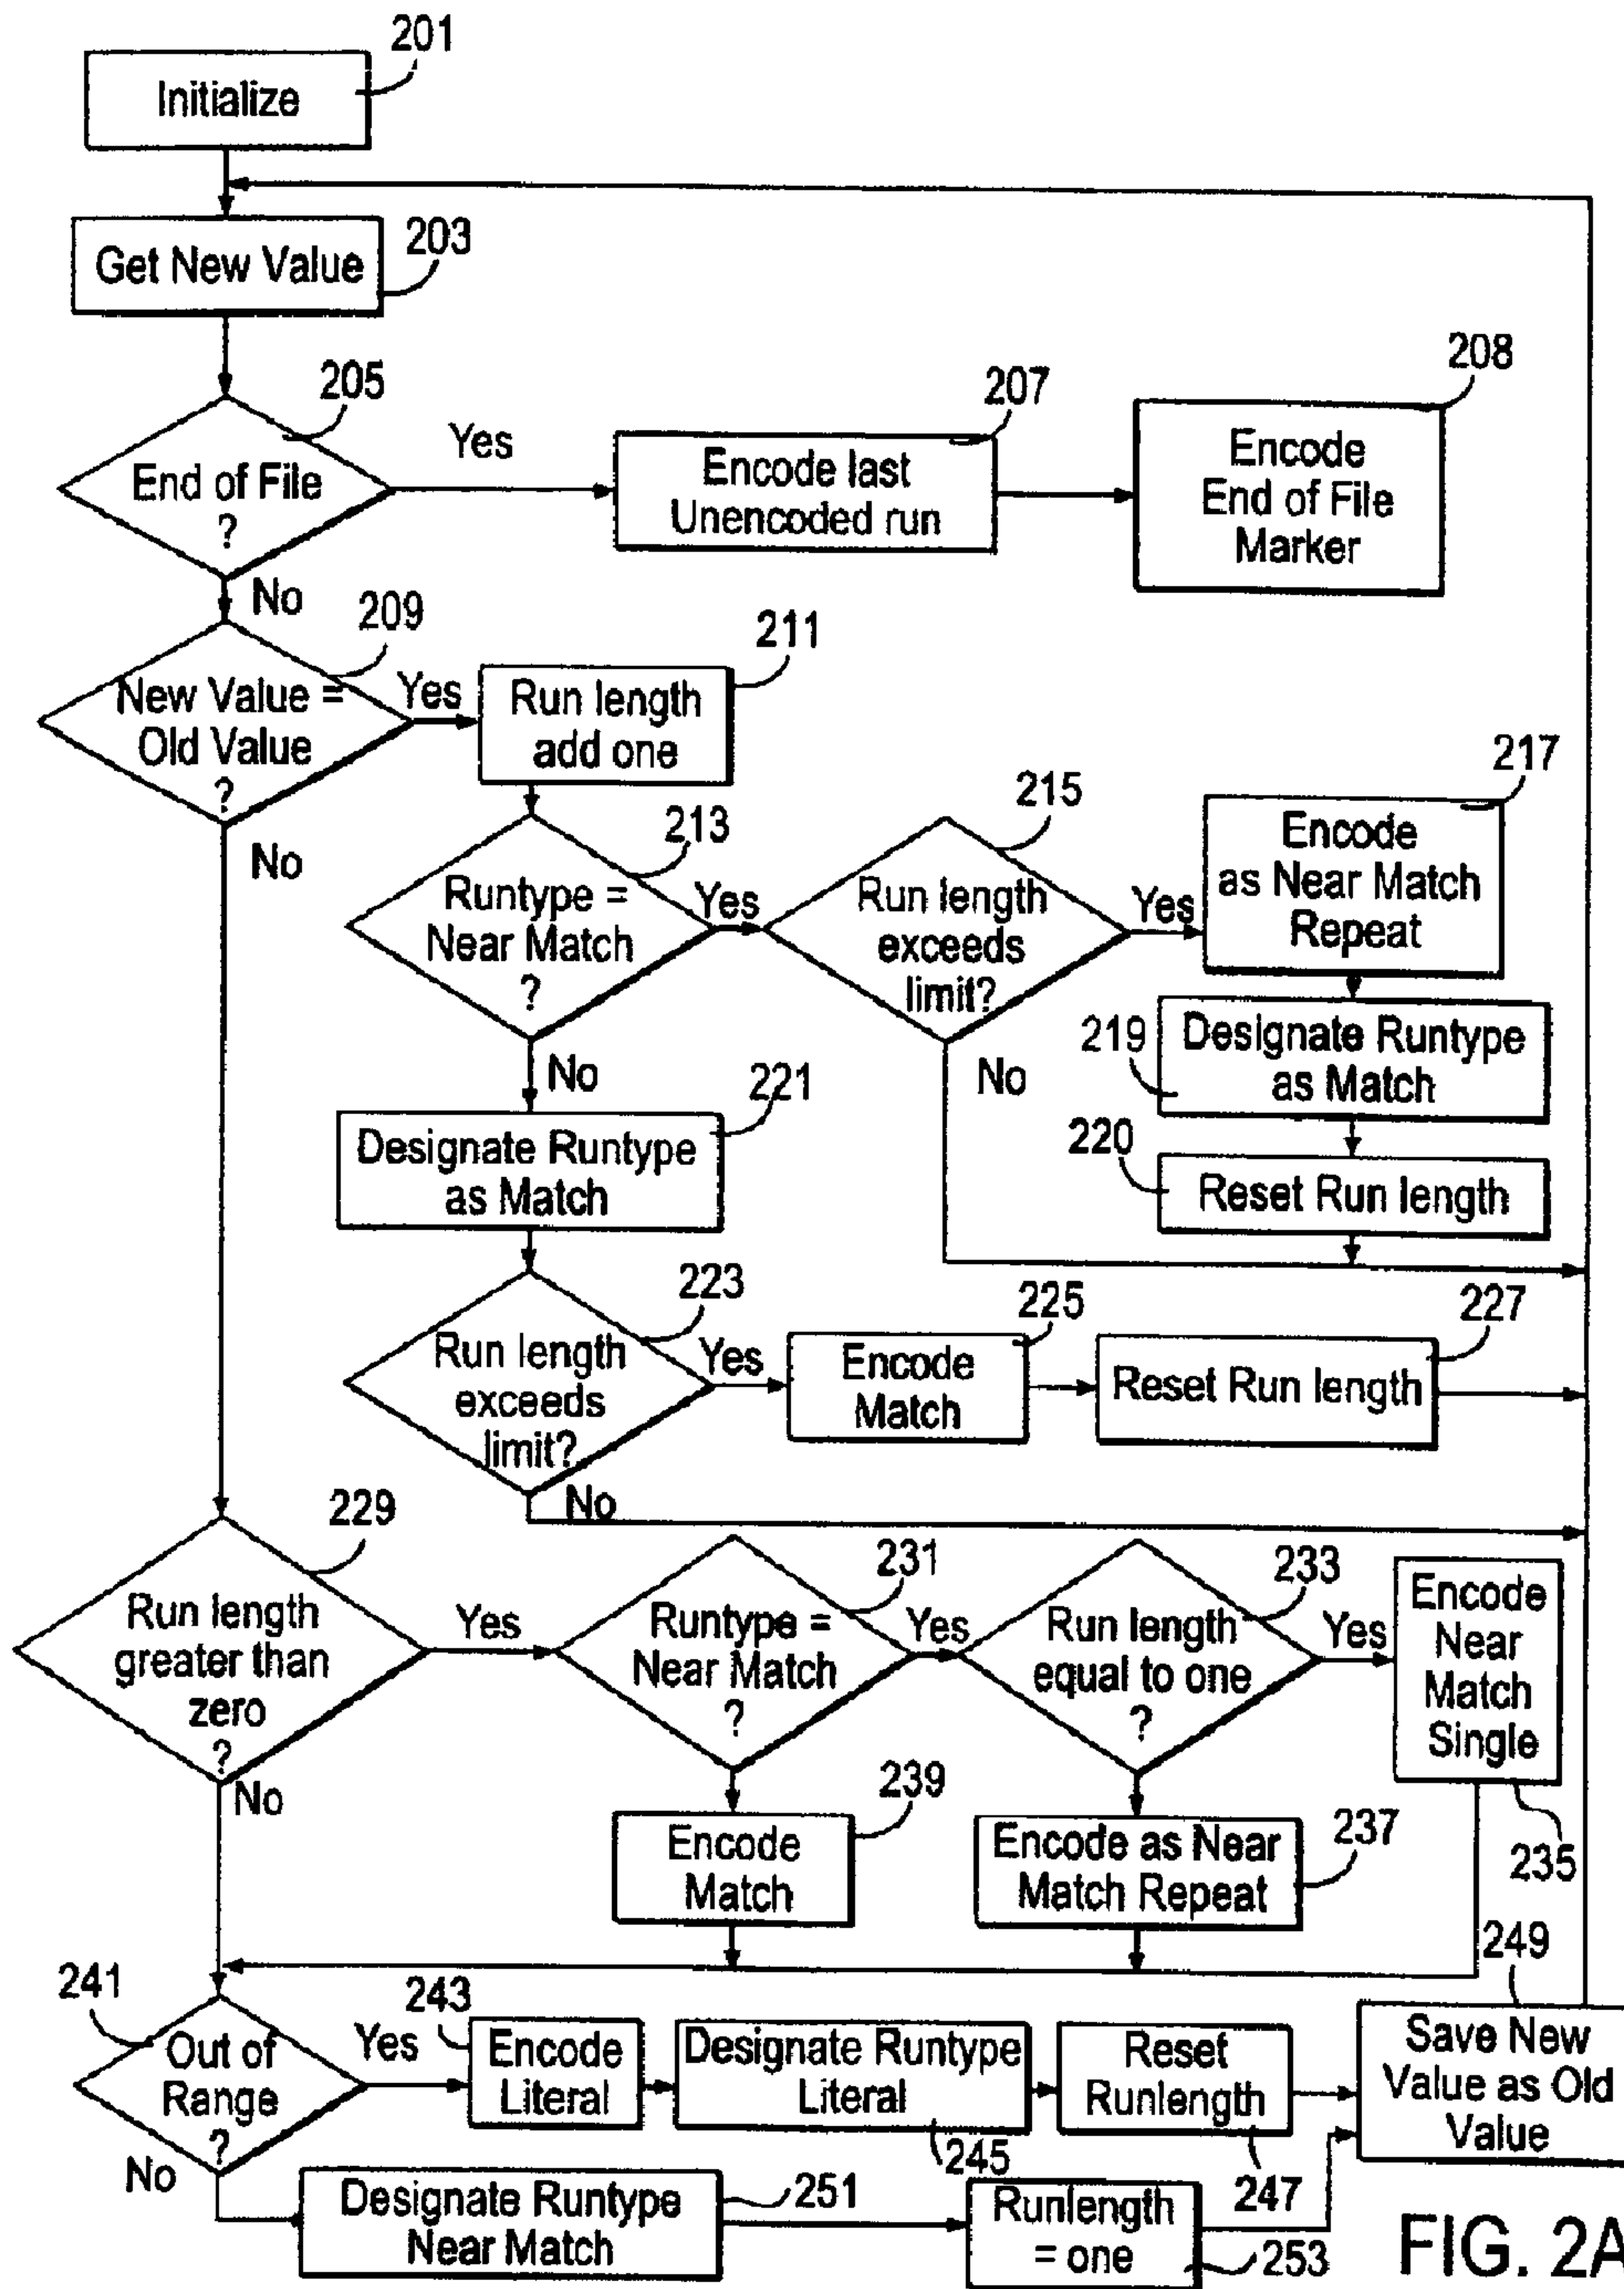 201
Initialize
Get New Value
203
205
End of File
?
Yes
207
Encode last
Unencoded run
208
Encode
End of File
Marker
No
209
New Value =
Old Value
?
Yes
211
Run length
add one
No
213
Runtype =
Near Match
?
Yes
215
Run length
exceeds
limit?
Yes
217
Encode
as Near Match
Repeat
No
219
Designate Runtype
as Match
220
Reset Run length
No
221
Designate Runtype
as Match
223
Run length
exceeds
limit?
Yes
225
Encode
Match
227
Reset Run length
No
229
Run length
greater than
zero
?
Yes
231
Runtype =
Near Match
?
Yes
233
Run length
equal to one
?
Yes
Encode
Near
Match
Single
235
No
239
Encode
Match
Encode as Near
Match Repeat
237
241
Out of
Range
?
Yes
243
Encode
Literal
Designate Runtype
Literal
245
Reset
Runlength
247
249
Save New
Value as Old
Value
No
Designate Runtype
Near Match
251
Runlength
= one
253
FIG. 2A